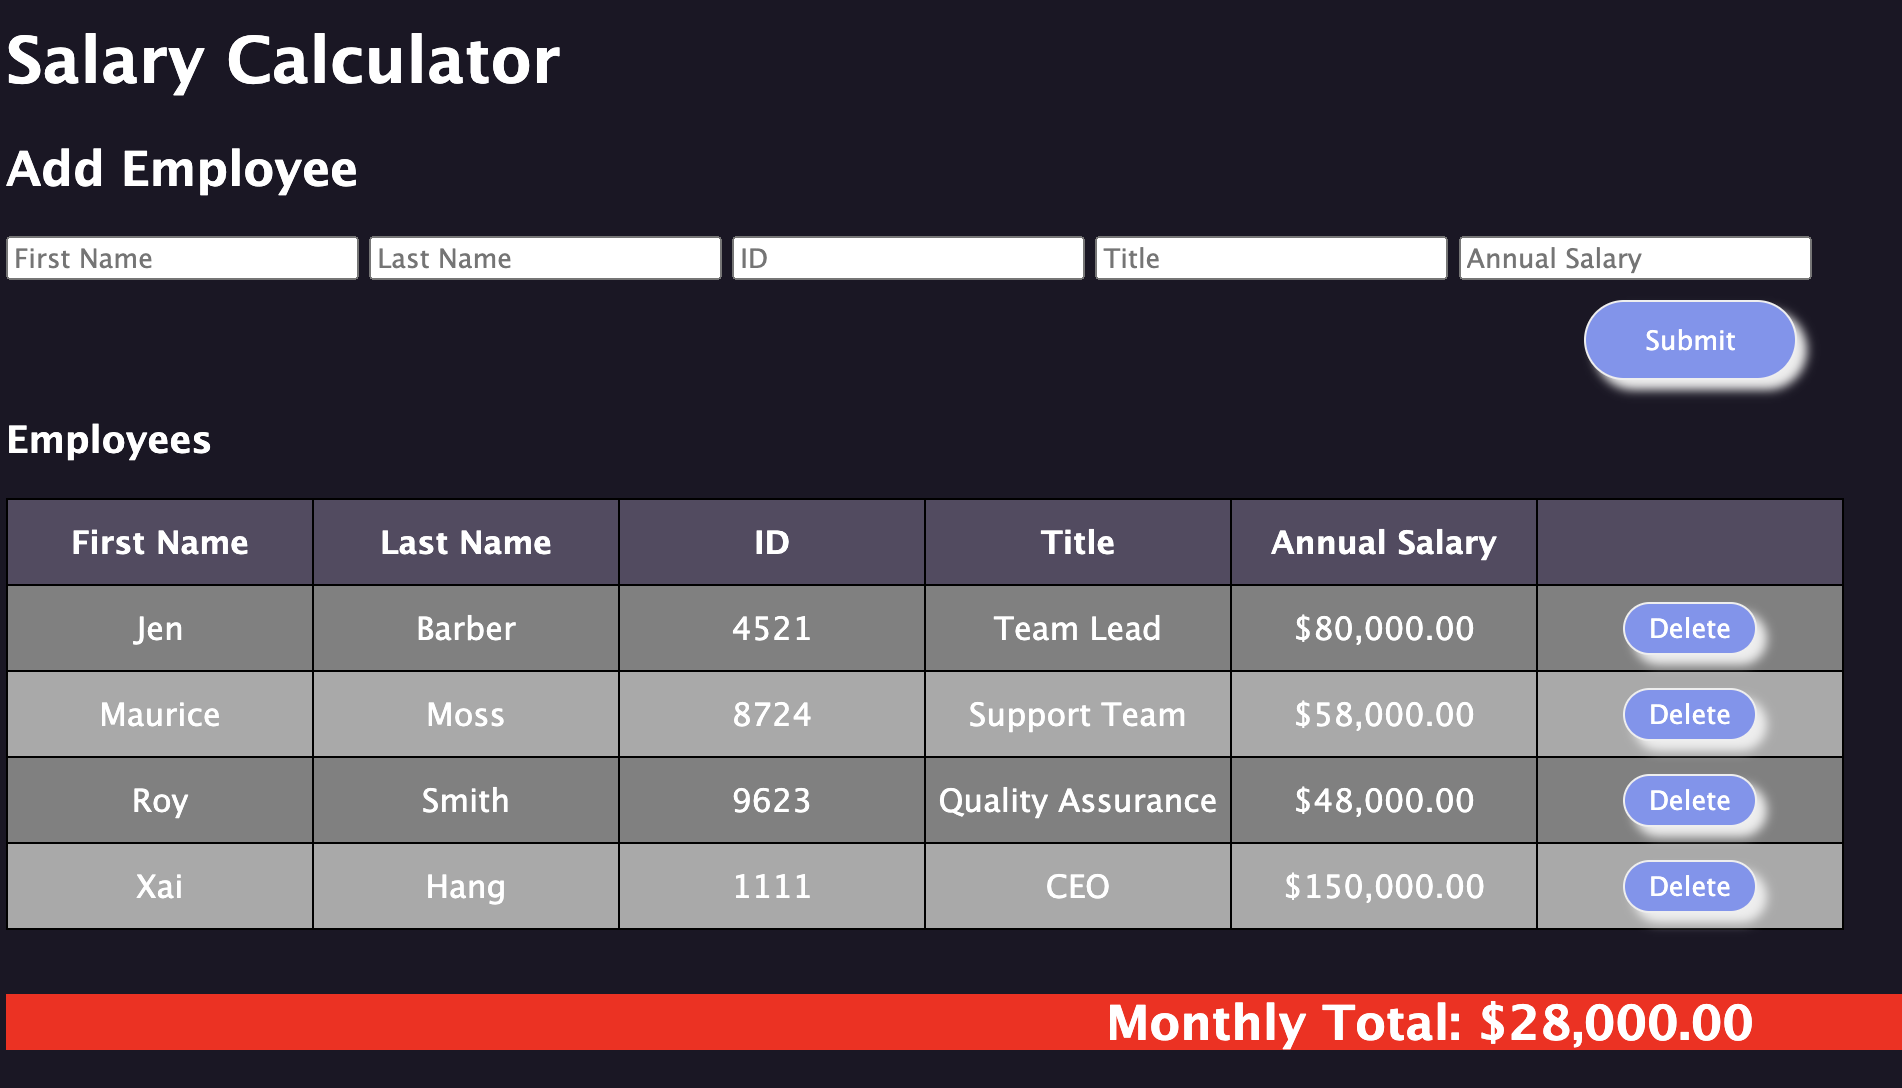 Salary Calculator
Add Employee
First Name Last Name ID Title Annual Salary
Submit
Employees
First Name Last Name ID Title Annual Salary
Jen Barber 4521 Team Lead $80,000.00 Delete
Maurice Moss 8724 Support Team $58,000.00 Delete
Roy Smith 9623 Quality Assurance $48,000.00 Delete
Xai Hang 1111 CEO $150,000.00 Delete
Monthly Total: $28,000.00